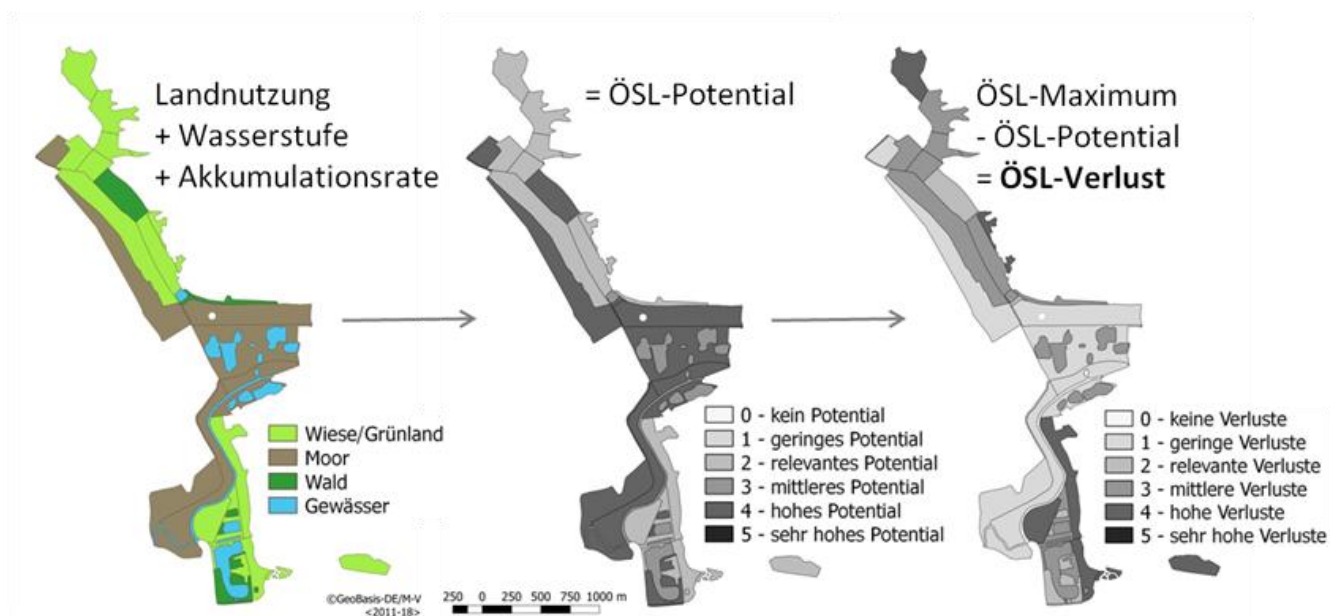 Landnutzung
+ Wasserstufe
+ Akkumulationsrate
= ÖSL-Potential
ÖSL-Maximum
- ÖSL-Potential
= ÖSL-Verlust
Wiese/Grünland
Moor
Wald
Gewässer
0 - kein Potential
1 - geringes Potential
2 - relevantes Potential
3 - mittleres Potential
4 - hohes Potential
5 - sehr hohes Potential
0 - keine Verluste
1 - geringe Verluste
2 - relevante Verluste
3 - mittlere Verluste
4 - hohe Verluste
5 - sehr hohe Verluste
©GeoBasis-DE/M-V
<2011-18>
250 0 250 500 750 1000 m